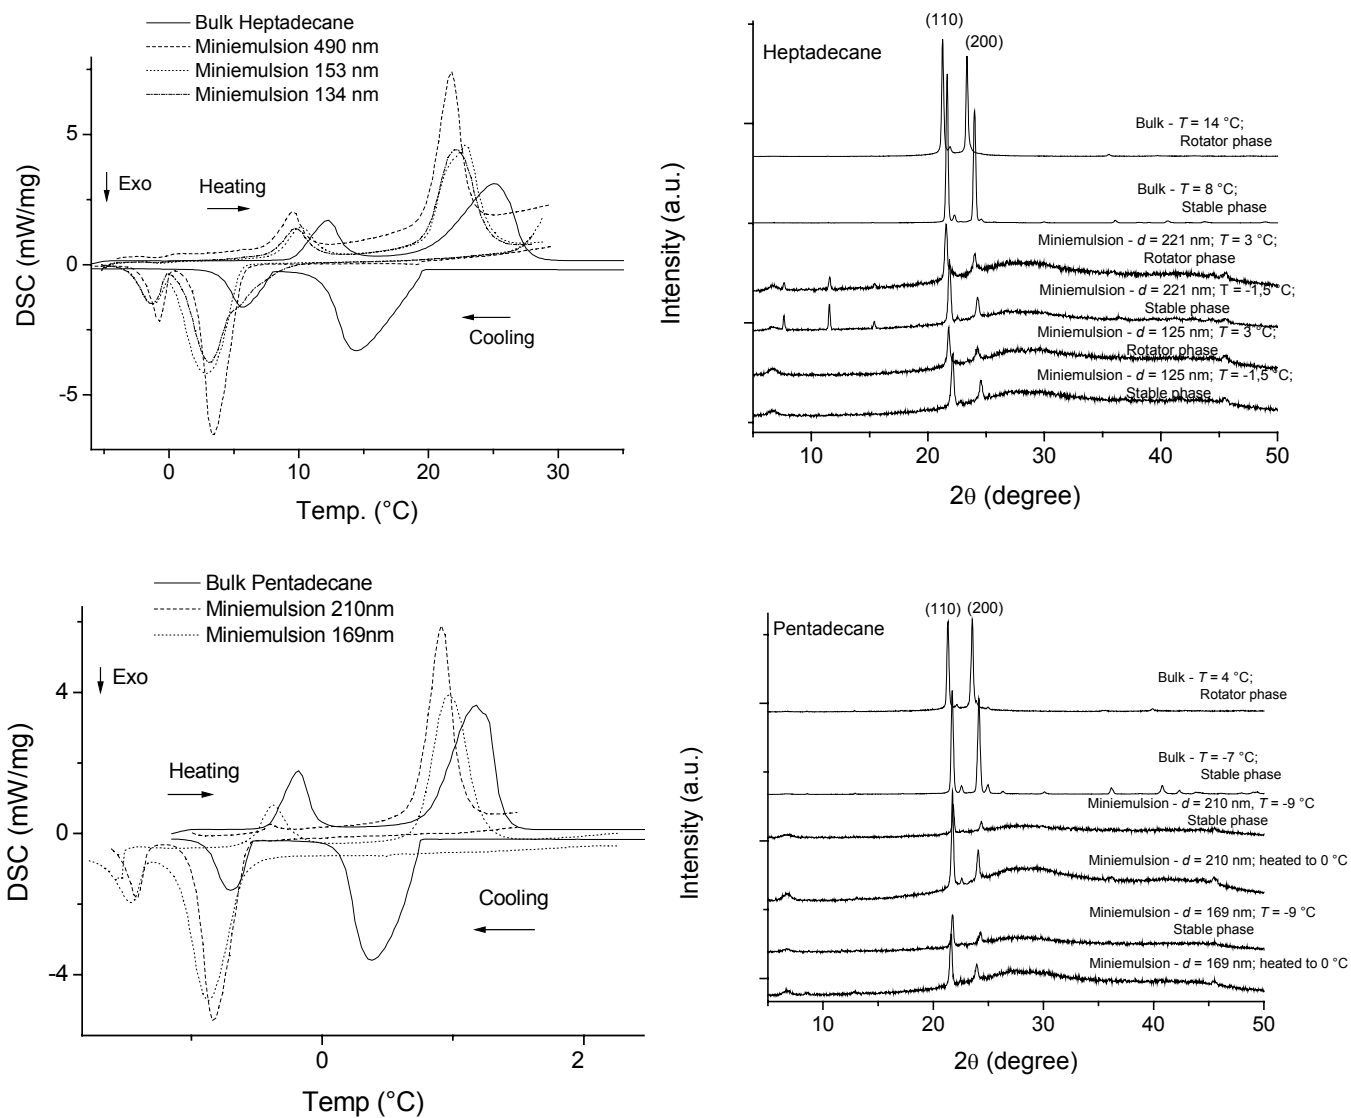 Bulk Heptadecane
Miniemulsion 490 nm
Miniemulsion 153 nm
Miniemulsion 134 nm
DSC (mW/mg)
5
0
-5
Exo
Heating
Cooling
0
10
20
30
Temp. (°C)
(110)
(200)
Heptadecane
Intensity (a.u.)
Bulk - T = 14 °C;
Rotator phase
Bulk - T = 8 °C;
Stable phase
Miniemulsion - d = 221 nm; T = 3 °C;
Rotator phase
Miniemulsion - d = 221 nm; T = -1,5 °C;
Stable phase
Miniemulsion - d = 125 nm; T = 3 °C;
Rotator phase
Miniemulsion - d = 125 nm; T = -1,5 °C;
Stable phase
10
20
30
40
50
2θ (degree)
Bulk Pentadecane
Miniemulsion 210nm
Miniemulsion 169nm
DSC (mW/mg)
4
0
-4
Exo
Heating
Cooling
0
2
Temp (°C)
(110)
(200)
Pentadecane
Intensity (a.u.)
Bulk - T = 4 °C;
Rotator phase
Bulk - T = -7 °C;
Stable phase
Miniemulsion - d = 210 nm, T = -9 °C
Stable phase
Miniemulsion - d = 210 nm; heated to 0 °C
Miniemulsion - d = 169 nm; T = -9 °C
Stable phase
Miniemulsion - d = 169 nm; heated to 0 °C
10
20
30
40
50
2θ (degree)